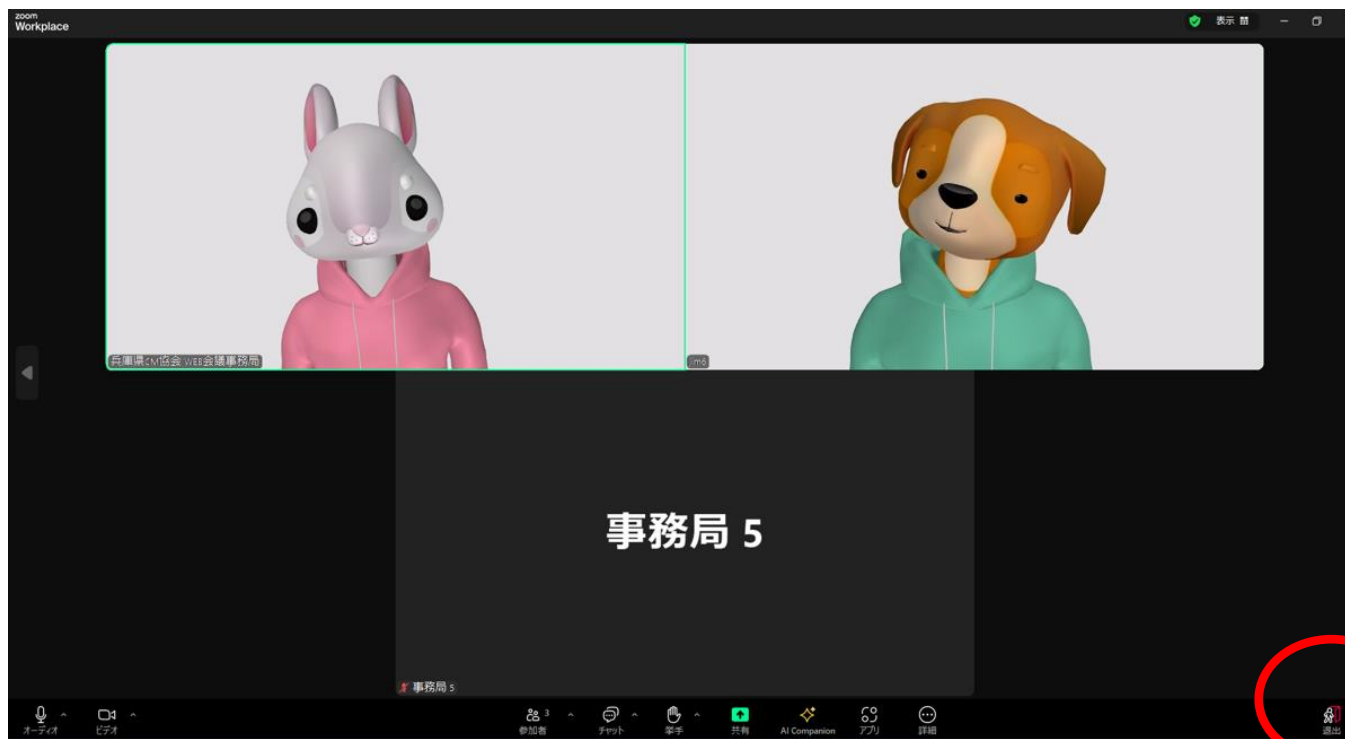 zoom
Workplace
表示
兵庫県CM協会 WEB会議事務局
事務局 5
事務局 5
オーディオ
ビデオ
参加者
3
チャット
挙手
共有
AI Companion
アプリ
詳細
退出